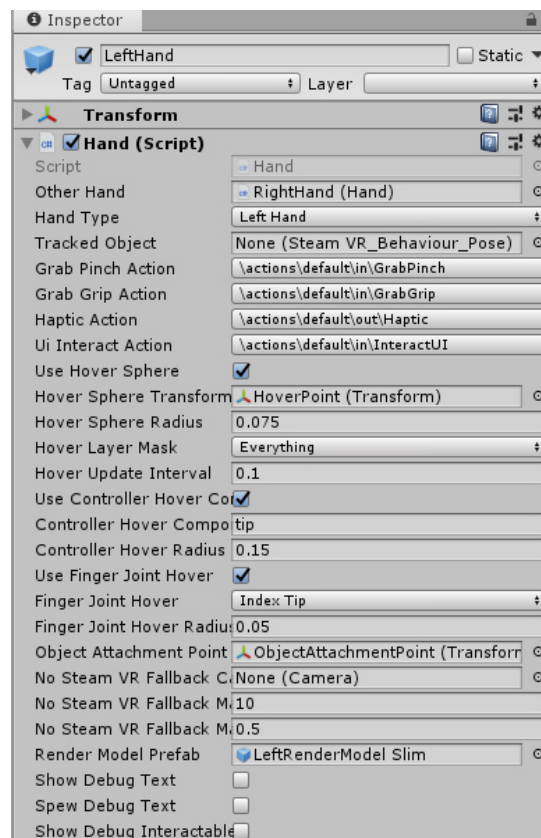 Inspector
LeftHand Static
Tag Untagged Layer
Transform
Hand (Script)
Script Hand
Other Hand RightHand (Hand)
Hand Type Left Hand
Tracked Object None (Steam VR_Behaviour_Pose)
Grab Pinch Action \actions\default\in\GrabPinch
Grab Grip Action \actions\default\in\GrabGrip
Haptic Action \actions\default\out\Haptic
Ui Interact Action \actions\default\in\InteractUI
Use Hover Sphere
Hover Sphere Transform HoverPoint (Transform)
Hover Sphere Radius 0.075
Hover Layer Mask Everything
Hover Update Interval 0.1
Use Controller Hover Co
Controller Hover Compo tip
Controller Hover Radius 0.15
Use Finger Joint Hover
Finger Joint Hover Index Tip
Finger Joint Hover Radiu 0.05
Object Attachment Point ObjectAttachmentPoint (Transforr
No Steam VR Fallback C None (Camera)
No Steam VR Fallback M 10
No Steam VR Fallback M 0.5
Render Model Prefab LeftRenderModel Slim
Show Debug Text
Spew Debug Text
Show Debug Interactable